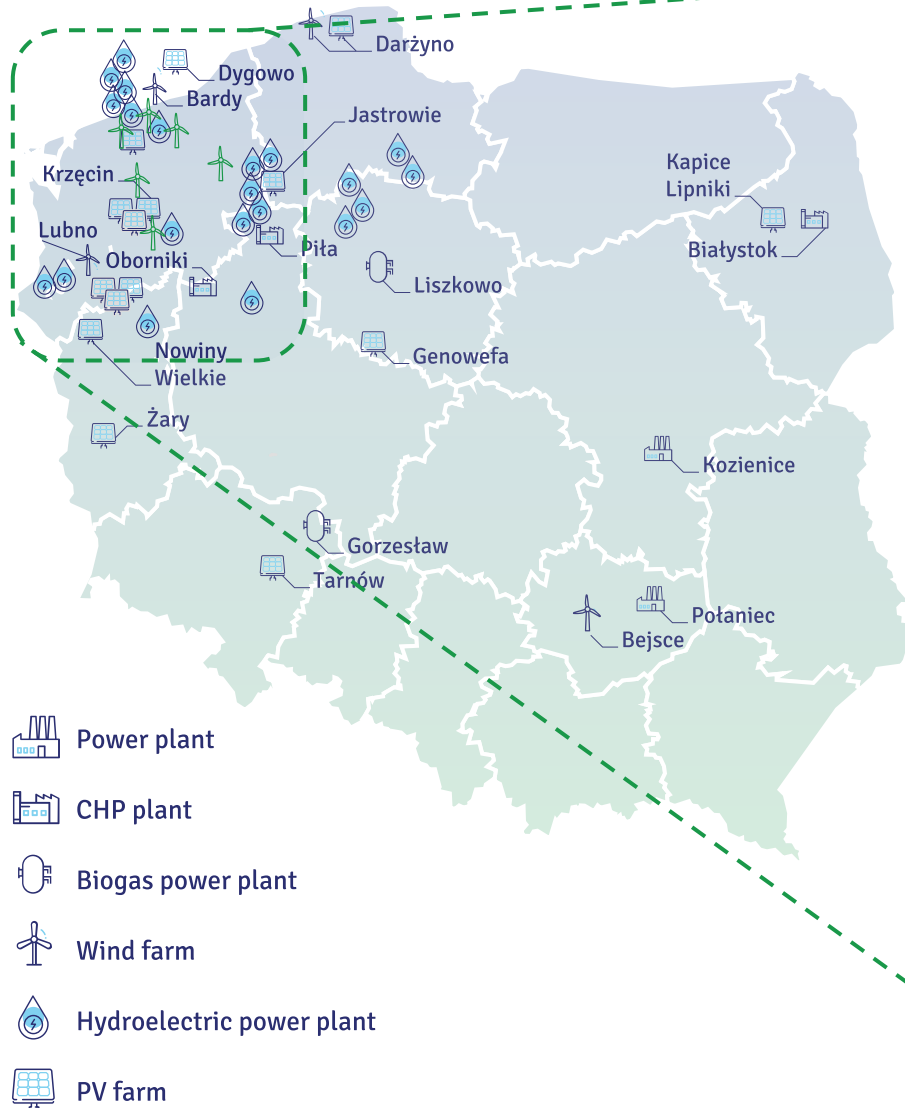 Darżyno
Dygowo
Bardy
Jastrowie
Kapice
Lipniki
Krzęcin
Lubno
Oborniki
Piła
Białystok
Liszkowo
Nowiny
Wielkie
Genowefa
Żary
Kozienice
Gorzesław
Tarnów
Połaniec
Bejsce
Power plant
CHP plant
Biogas power plant
Wind farm
Hydroelectric power plant
PV farm